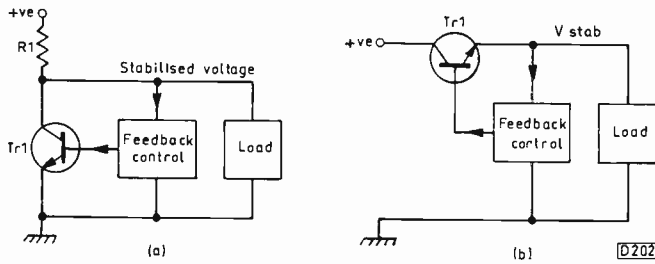 +ve
R1
Stabilised voltage
Tr1
Feedback
control
Load
(a)
Tr1
+ve
V stab
Feedback
control
Load
(b)
D202